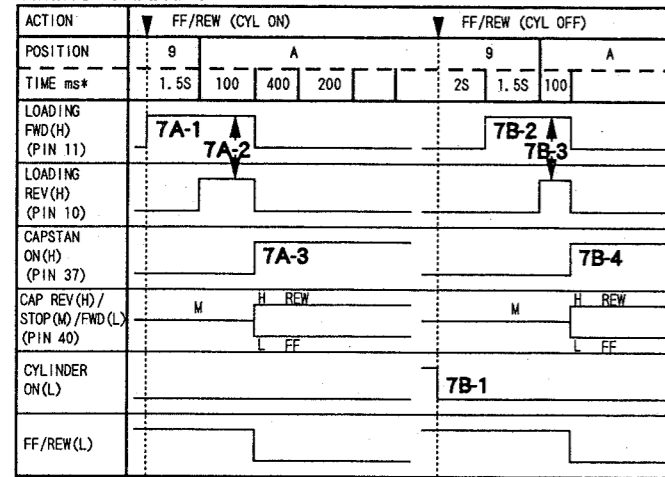 ACTION FF/REW (CYL ON) FF/REW (CYL OFF)
POSITION 9 A 9 A
TIME ms* 1.5S 100 400 200 2S 1.5S 100
LOADING
FWD(H)
(PIN 11)
7A-1
7A-2
7B-2
7B-3
LOADING
REV(H)
(PIN 10)
CAPSTAN
ON(H)
(PIN 37)
7A-3
7B-4
CAP REV(H)/
STOP(M)/FWD(L)
(PIN 40)
M
H REW
L FF
M
H REW
L FF
CYLINDER
ON(L)
7B-1
FF/REW(L)